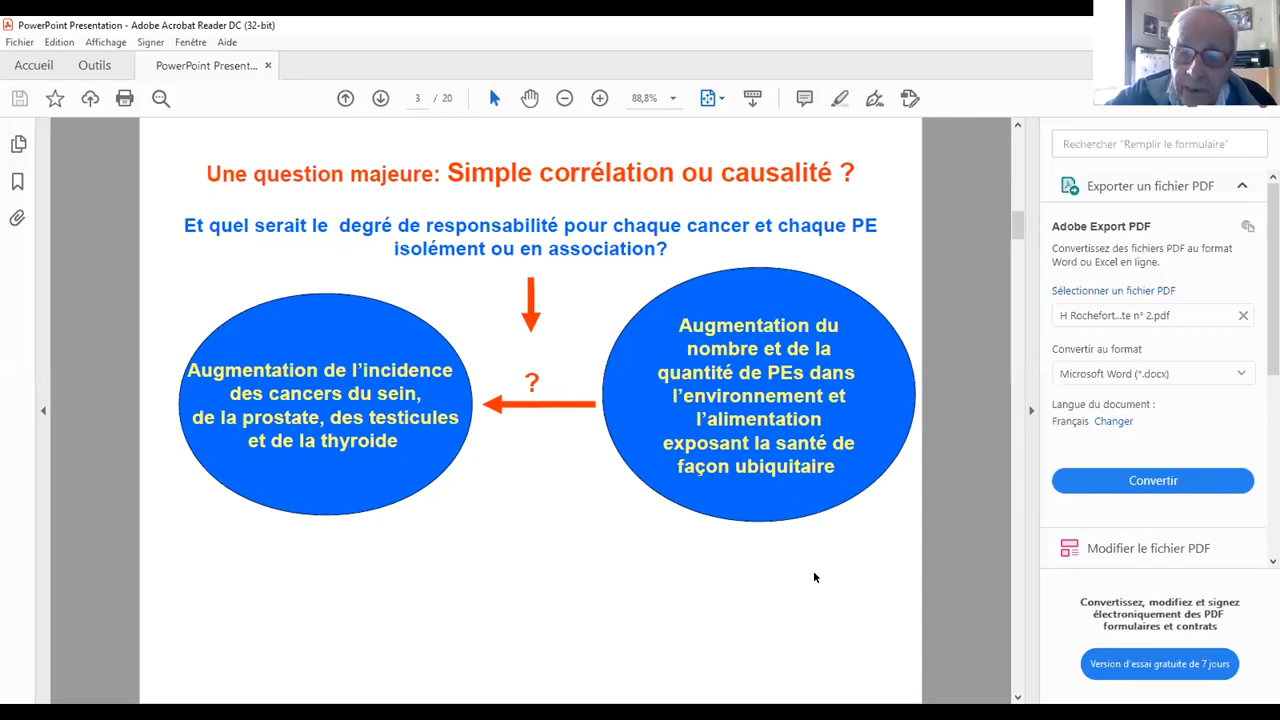 PowerPoint Presentation - Adobe Acrobat Reader DC (32-bit)
Fichier Edition Affichage Signer Fenêtre Aide
Accueil Outils PowerPoint Present... ×
3 / 20 88,8%
Une question majeure: Simple corrélation ou causalité ?
Et quel serait le degré de responsabilité pour chaque cancer et chaque PE
isolément ou en association?
Augmentation de l’incidence
des cancers du sein,
de la prostate, des testicules
et de la thyroide
?
Augmentation du
nombre et de la
quantité de PEs dans
l’environnement et
l’alimentation
exposant la santé de
façon ubiquitaire
Rechercher "Remplir le formulaire"
Exporter un fichier PDF
Adobe Export PDF
Convertissez des fichiers PDF au format
Word ou Excel en ligne.
Sélectionner un fichier PDF
H Rochefort...te n° 2.pdf
Convertir au format
Microsoft Word (*.docx)
Langue du document :
Français Changer
Convertir
Modifier le fichier PDF
Convertissez, modifiez et signez
électroniquement des PDF
formulaires et contrats
Version d'essai gratuite de 7 jours